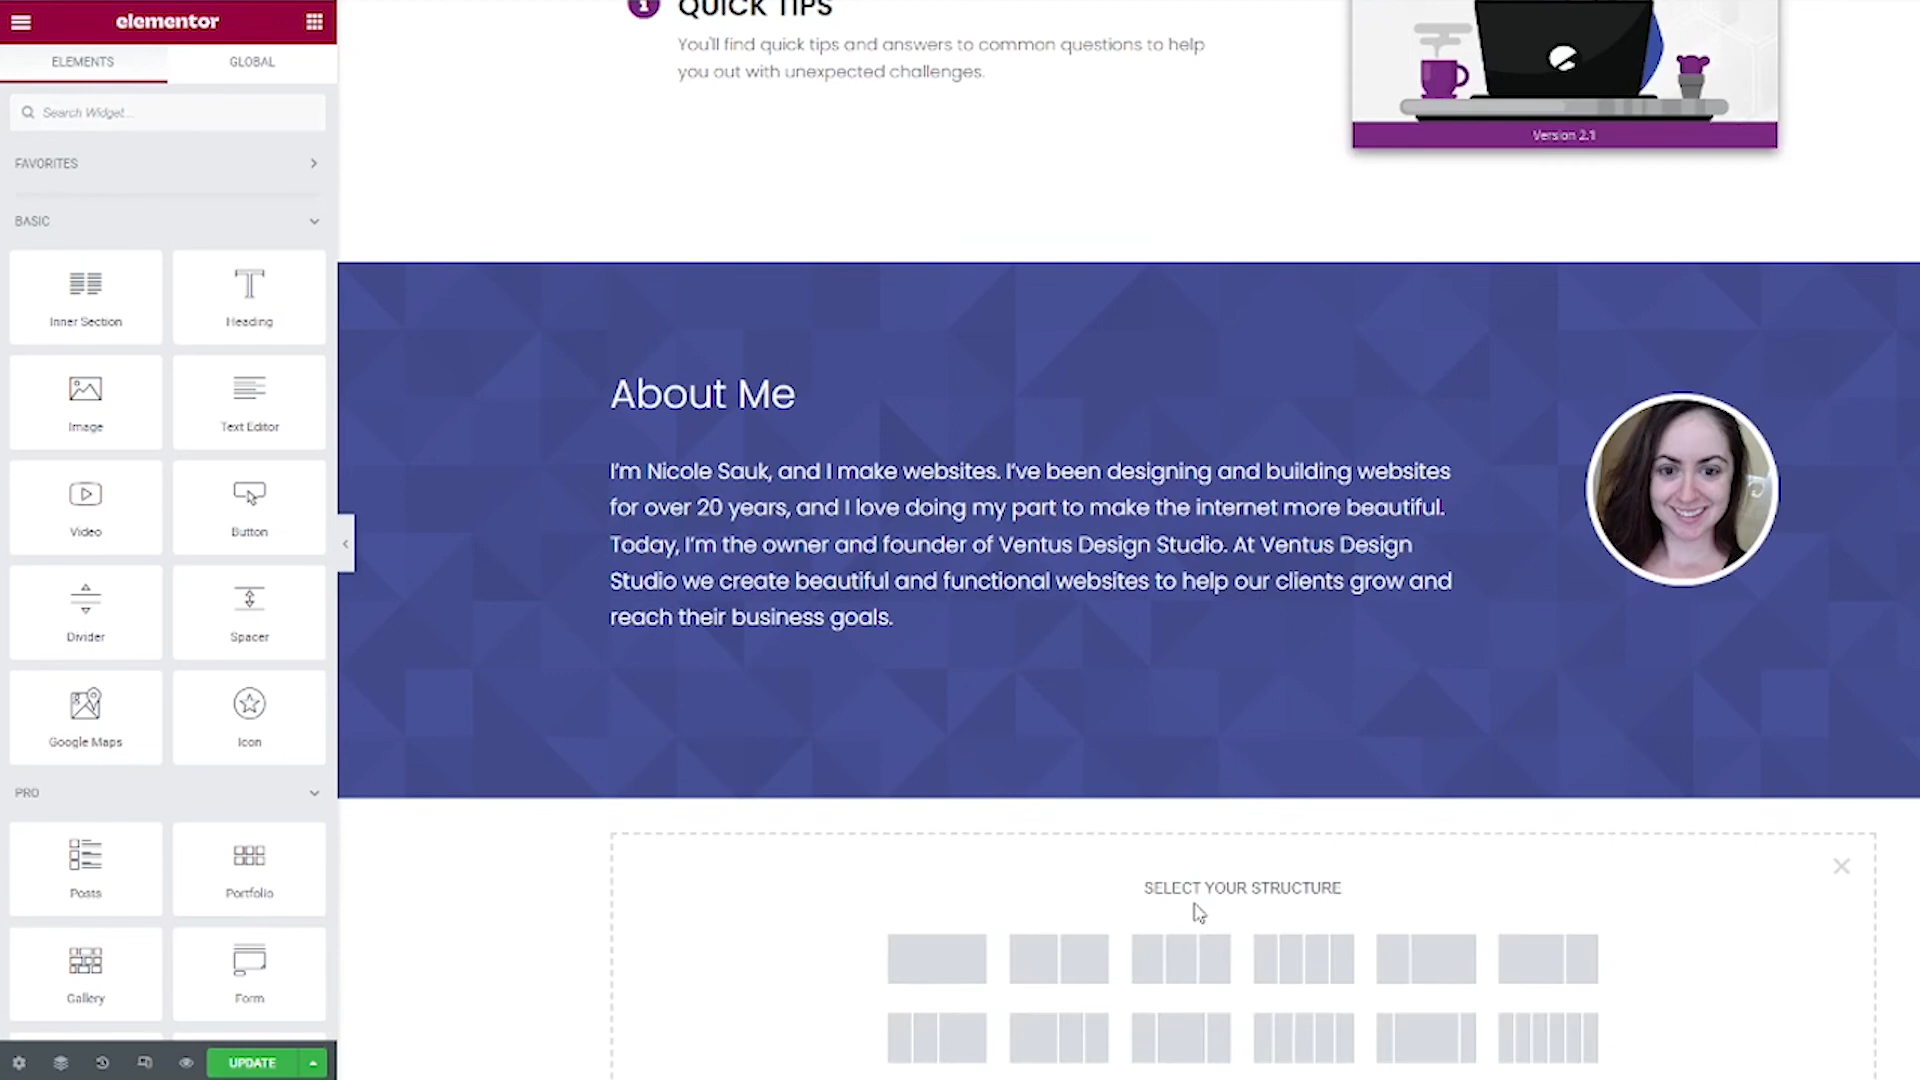 elementor
ELEMENTS
GLOBAL
Search Widget...
FAVORITES
BASIC
Inner Section
Heading
Image
Text Editor
Video
Button
Divider
Spacer
Google Maps
Icon
PRO
Posts
Portfolio
Gallery
Form
UPDATE
1
QUICK TIPS
You'll find quick tips and answers to common questions to help
you out with unexpected challenges.
Version 2.1
About Me
I'm Nicole Sauk, and I make websites. I've been designing and building websites
for over 20 years, and I love doing my part to make the internet more beautiful.
Today, I'm the owner and founder of Ventus Design Studio. At Ventus Design
Studio we create beautiful and functional websites to help our clients grow and
reach their business goals.
SELECT YOUR STRUCTURE